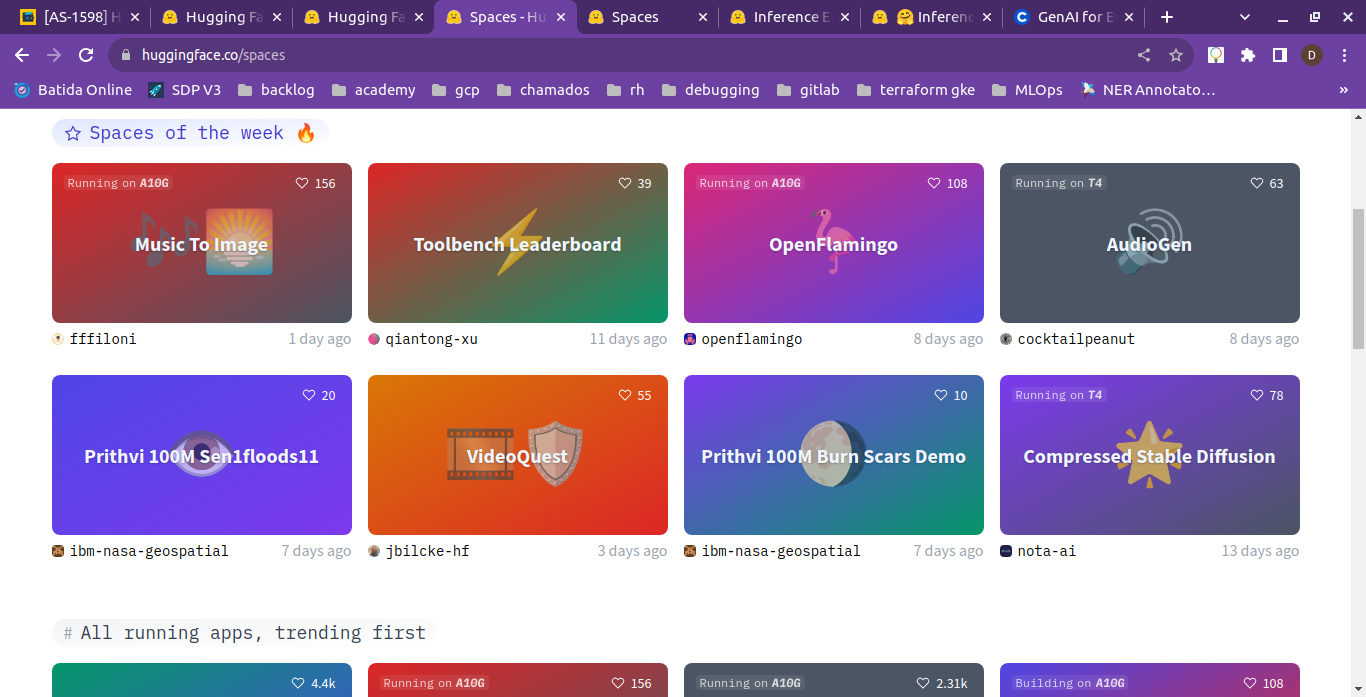 [AS-1598] H
Hugging Fa
Hugging Fa
Spaces - Hu
Spaces
Inference E
🤗 Inferenc
GenAI for E
huggingface.co/spaces
D
Batida Online
SDP V3
backlog
academy
gcp
chamados
rh
debugging
gitlab
terraform gke
MLOps
NER Annotato…
»
Spaces of the week 🔥
Running on A10G
156
Music To Image
fffiloni
1 day ago
39
Toolbench Leaderboard
qiantong-xu
11 days ago
Running on A10G
108
OpenFlamingo
openflamingo
8 days ago
Running on T4
63
AudioGen
cocktailpeanut
8 days ago
20
Prithvi 100M Sen1floods11
ibm-nasa-geospatial
7 days ago
55
VideoQuest
jbilcke-hf
3 days ago
10
Prithvi 100M Burn Scars Demo
ibm-nasa-geospatial
7 days ago
Running on T4
78
Compressed Stable Diffusion
nota-ai
13 days ago
# All running apps, trending first
4.4k
Running on A10G
156
Running on A10G
2.31k
Building on A10G
108